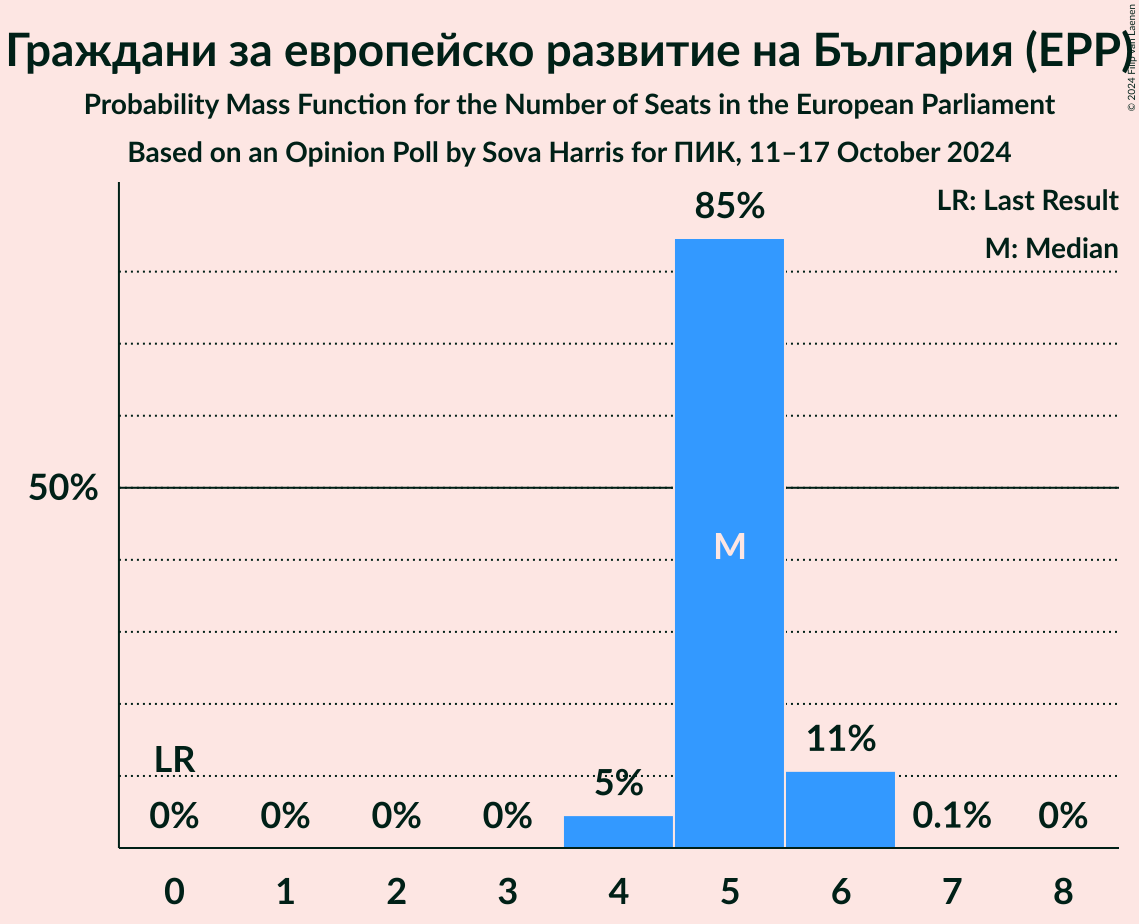 Граждани за европейско развитие на България (EPP)
Probability Mass Function for the Number of Seats in the European Parliament
Based on an Opinion Poll by Sova Harris for ПИК, 11–17 October 2024
© 2024 Filip van Laenen
LR: Last Result
M: Median
85%
50%
M
LR
11%
5%
0% 0% 0% 0% 0.1% 0%
0 1 2 3 4 5 6 7 8